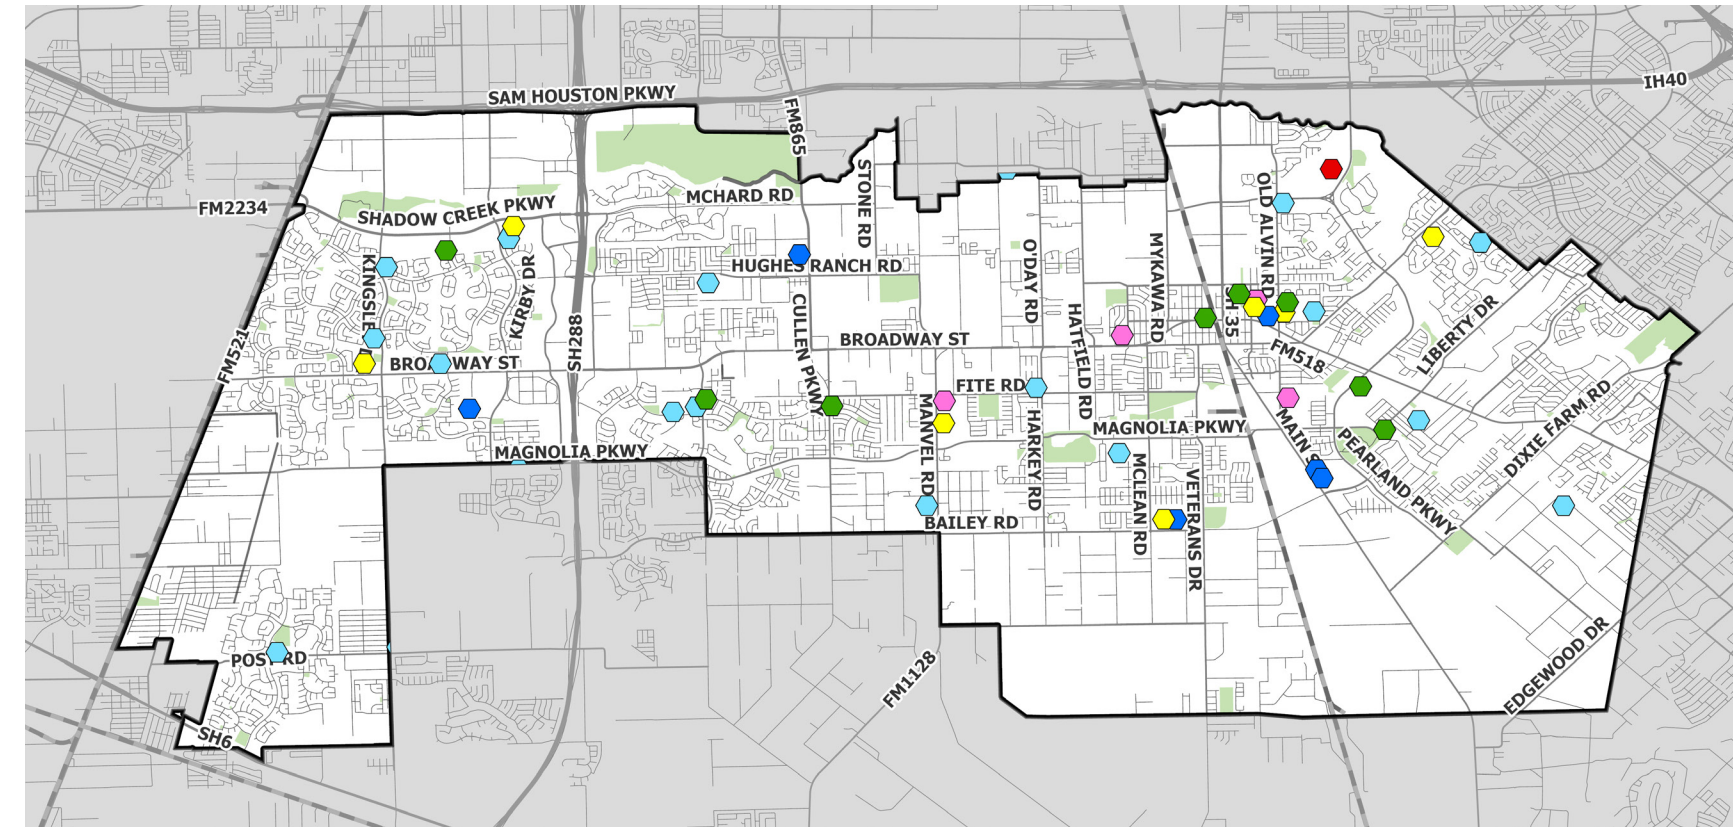 IH40
SAM HOUSTON PKWY
FM865
STONE RD
MCHARD RD
OLD ALVIN RD
FM2234
SHADOW CREEK PKWY
HUGHES RANCH RD
O'DAY RD
MYKAWA RD
KINGSLE
KIRBY DR
SH288
CULLEN PKWY
HATFIELD RD
SH 35
LIBERTY DR
FM521
BROADWAY ST
BROADWAY ST
FM518
FITE RD
MANVEL RD
HARKEY RD
MAGNOLIA PKWY
MAIN S
PEARLAND PKWY
DIXIE FARM RD
MAGNOLIA PKWY
MCLEAN RD
VETERANS DR
BAILEY RD
POST RD
FM1128
EDGEWOOD DR
SH6